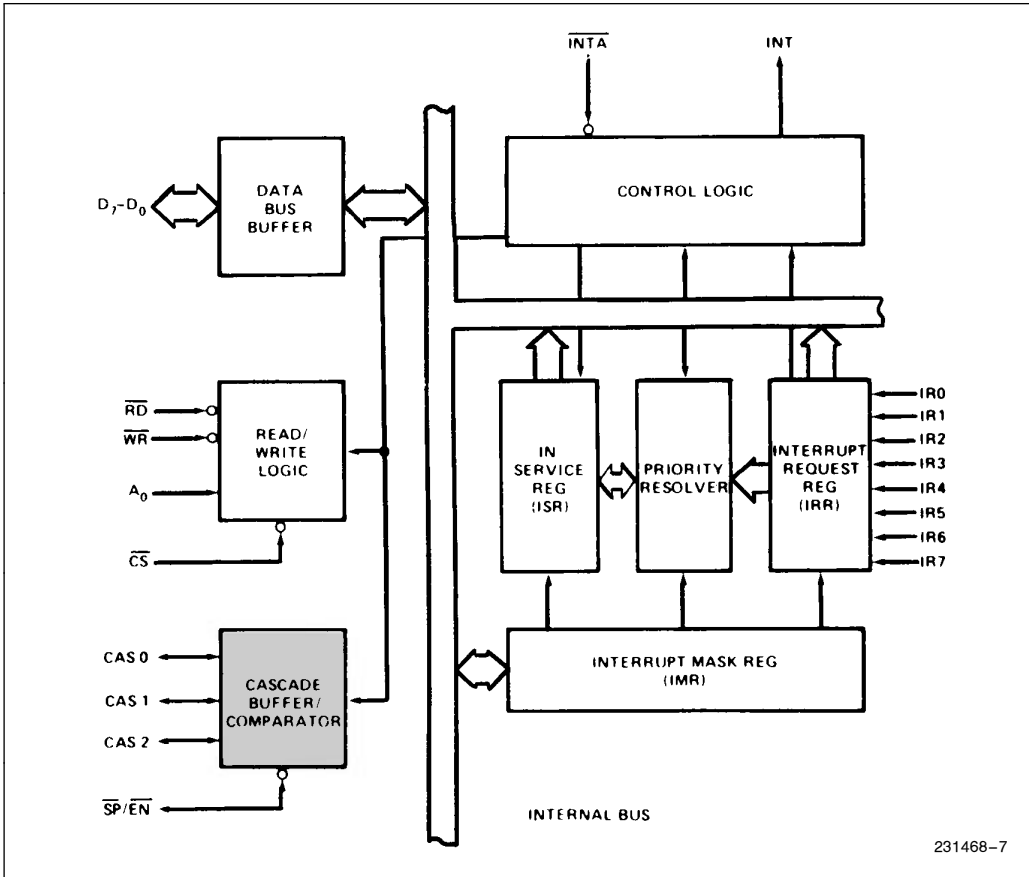 INTA
INT
DATA
BUS
BUFFER
D7-D0
CONTROL LOGIC
RD
WR
A0
CS
READ/
WRITE
LOGIC
IN
SERVICE
REG
(ISR)
PRIORITY
RESOLVER
INTERRUPT
REQUEST
REG
(IRR)
IR0
IR1
IR2
IR3
IR4
IR5
IR6
IR7
CAS 0
CAS 1
CAS 2
SP/EN
CASCADE
BUFFER/
COMPARATOR
INTERRUPT MASK REG
(IMR)
INTERNAL BUS
231468-7